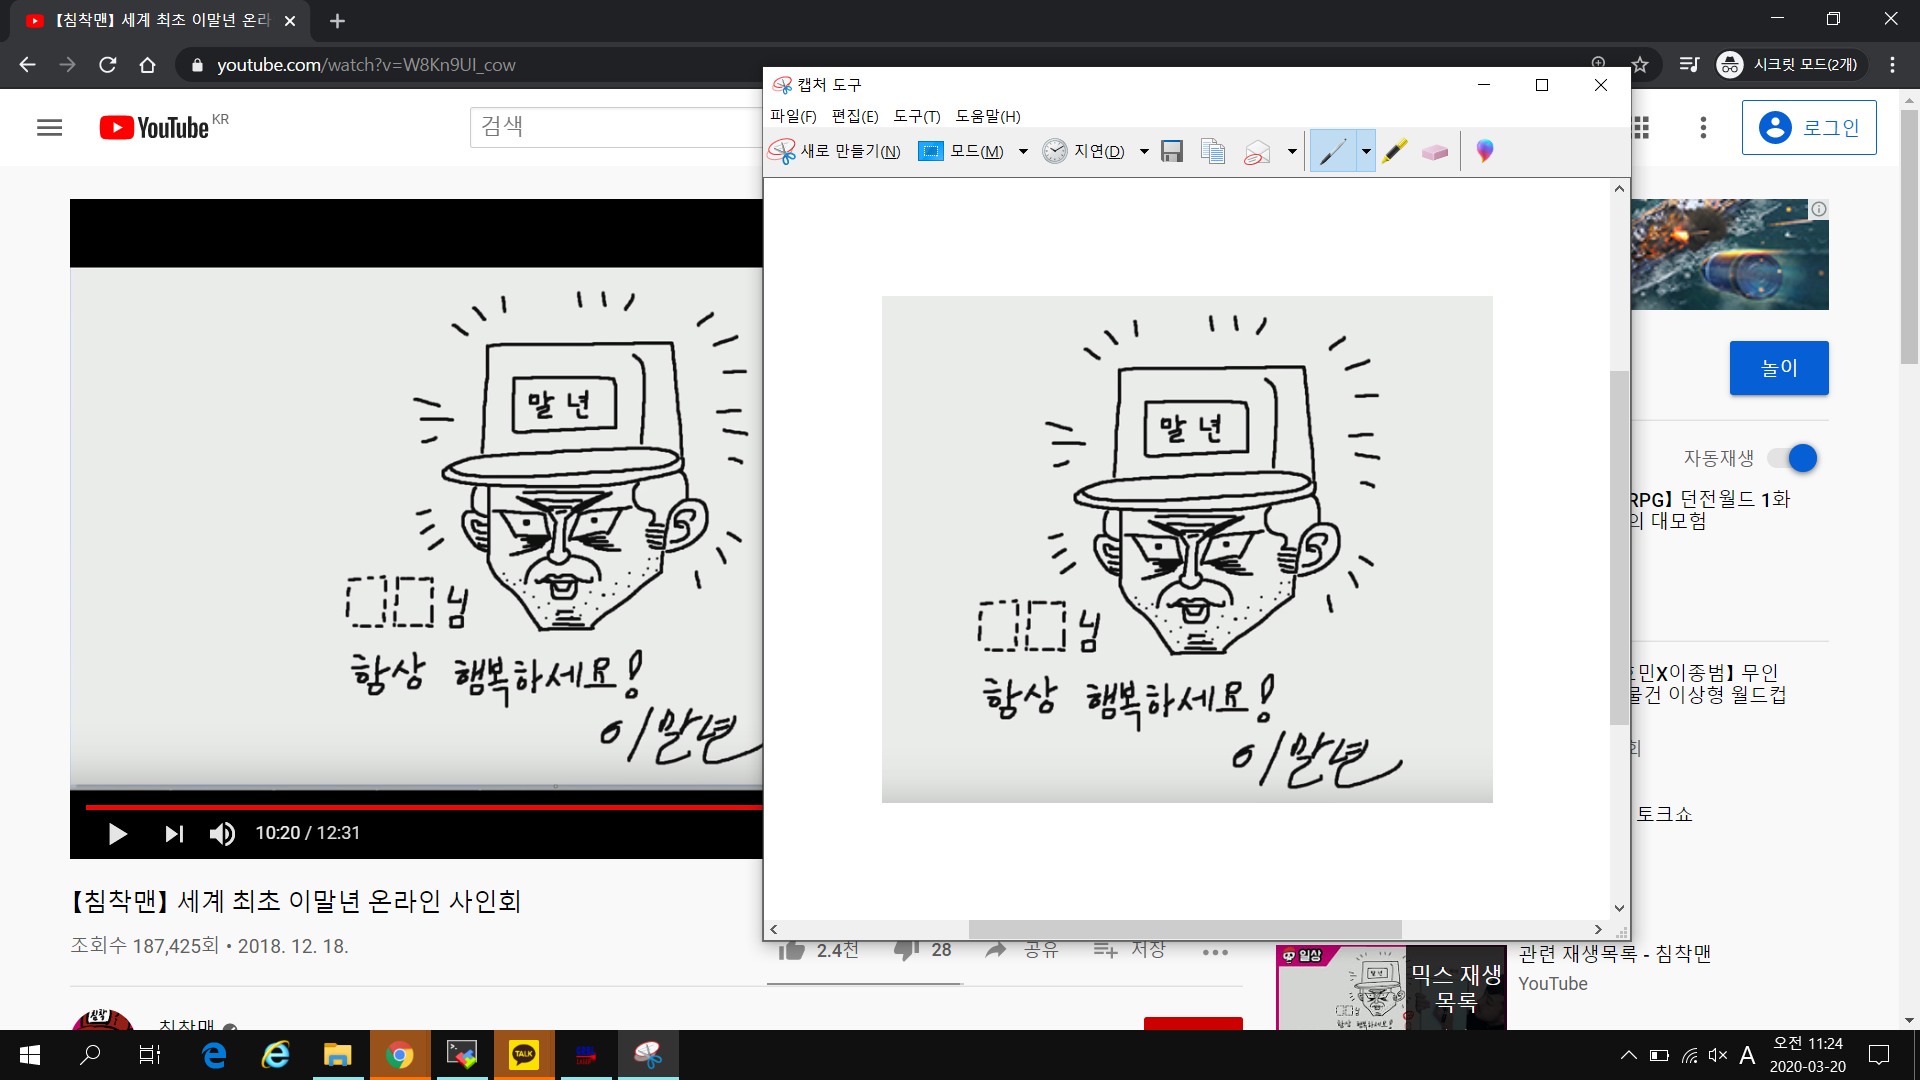 【침착맨】 세계 최초 이말년 온라
youtube.com/watch?v=W8Kn9UI_cow
시크릿 모드(2개)
YouTube KR
검색
로그인
캡처 도구
파일(F) 편집(E) 도구(T) 도움말(H)
새로 만들기(N) 모드(M) 지연(D)
말년
님
항상 행복하세요!
이말년
10:20 / 12:31
말년
님
항상 행복하세요!
이말년
놀이
자동재생
RPG】 던전월드 1화
의 대모험
민X이종범】 무인
물건 이상형 월드컵
회
토크쇼
【침착맨】 세계 최초 이말년 온라인 사인회
조회수 187,425회 • 2018. 12. 18.
2.4천 28 공유 저장
침착맨
일상
말년
믹스 재생
목록
관련 재생목록 - 침착맨
YouTube
TALK
A
오전 11:24
2020-03-20